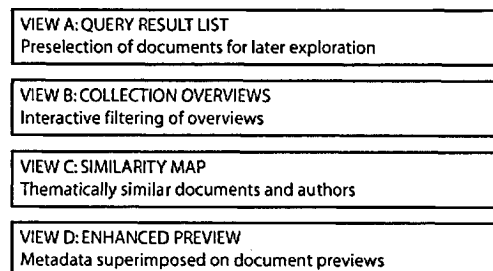 VIEW A: QUERY RESULT LIST
Preselection of documents for later exploration
VIEW B: COLLECTION OVERVIEWS
Interactive filtering of overviews
VIEW C: SIMILARITY MAP
Thematically similar documents and authors
VIEW D: ENHANCED PREVIEW
Metadata superimposed on document previews